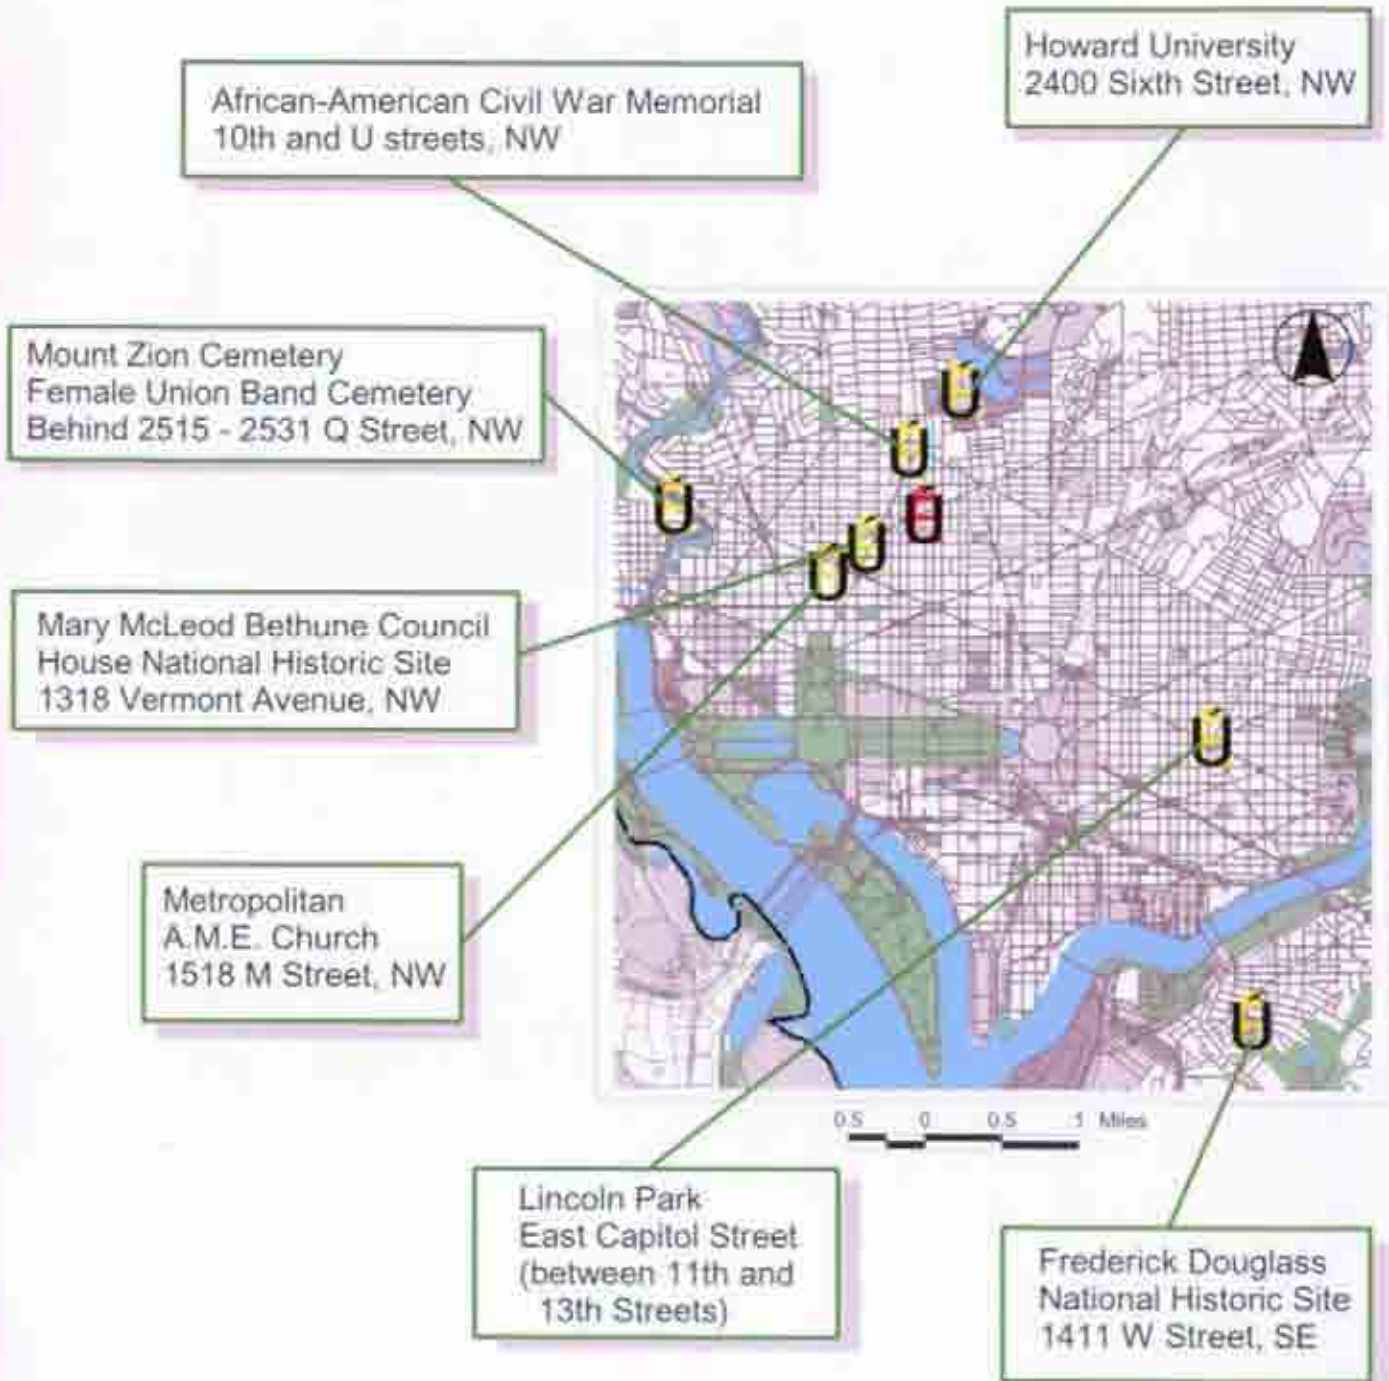 Howard University
2400 Sixth Street, NW
African-American Civil War Memorial
10th and U streets, NW
Mount Zion Cemetery
Female Union Band Cemetery
Behind 2515 - 2531 Q Street, NW
Mary McLeod Bethune Council
House National Historic Site
1318 Vermont Avenue, NW
Metropolitan
A.M.E. Church
1518 M Street, NW
0.5 0 0.5 1 Miles
Lincoln Park
East Capitol Street
(between 11th and
13th Streets)
Frederick Douglass
National Historic Site
1411 W Street, SE